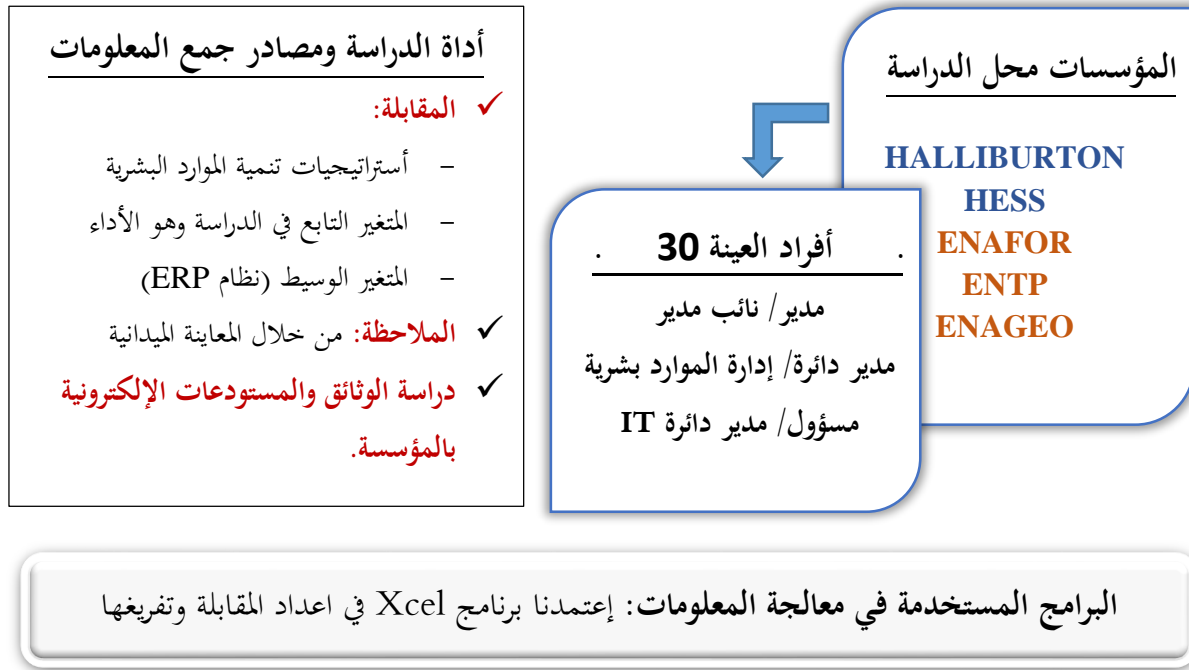 المؤسسات محل الدراسة
HALLIBURTON
HESS
ENAFOR
ENTP
ENAGEO
. أفراد العينة 30 .
مدير/ نائب مدير
مدير دائرة/ إدارة الموارد بشرية
مسؤول/ مدير دائرة IT
أداة الدراسة ومصادر جمع المعلومات
✓ المقابلة:
– أستراتيجيات تنمية الموارد البشرية
– المتغير التابع في الدراسة وهو الأداء
– المتغير الوسيط (نظام ERP)
✓ الملاحظة: من خلال المعاينة الميدانية
✓ دراسة الوثائق والمستودعات الإلكترونية
بالمؤسسة.
البرامج المستخدمة في معالجة المعلومات: إعتمدنا برنامج Xcel في اعداد المقابلة وتفريغها